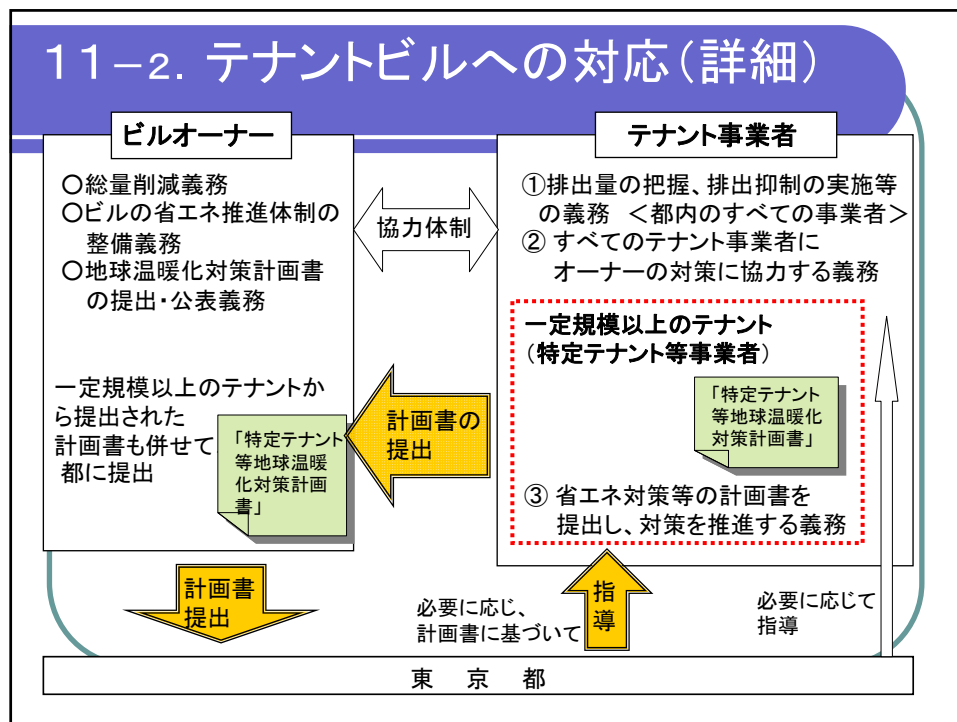 11－2．テナントビルへの対応（詳細）
ビルオーナー
○総量削減義務
○ビルの省エネ推進体制の
整備義務
○地球温暖化対策計画書
の提出・公表義務
一定規模以上のテナントか
ら提出された
計画書も併せて
都に提出
「特定テナント
等地球温暖
化対策計画
書」
協力体制
計画書の
提出
テナント事業者
①排出量の把握、排出抑制の実施等
の義務 ＜都内のすべての事業者＞
② すべてのテナント事業者に
オーナーの対策に協力する義務
一定規模以上のテナント
（特定テナント等事業者）
「特定テナント
等地球温暖化
対策計画書」
③ 省エネ対策等の計画書を
提出し、対策を推進する義務
計画書
提出
必要に応じ、
計画書に基づいて
指
導
必要に応じて
指導
東 京 都